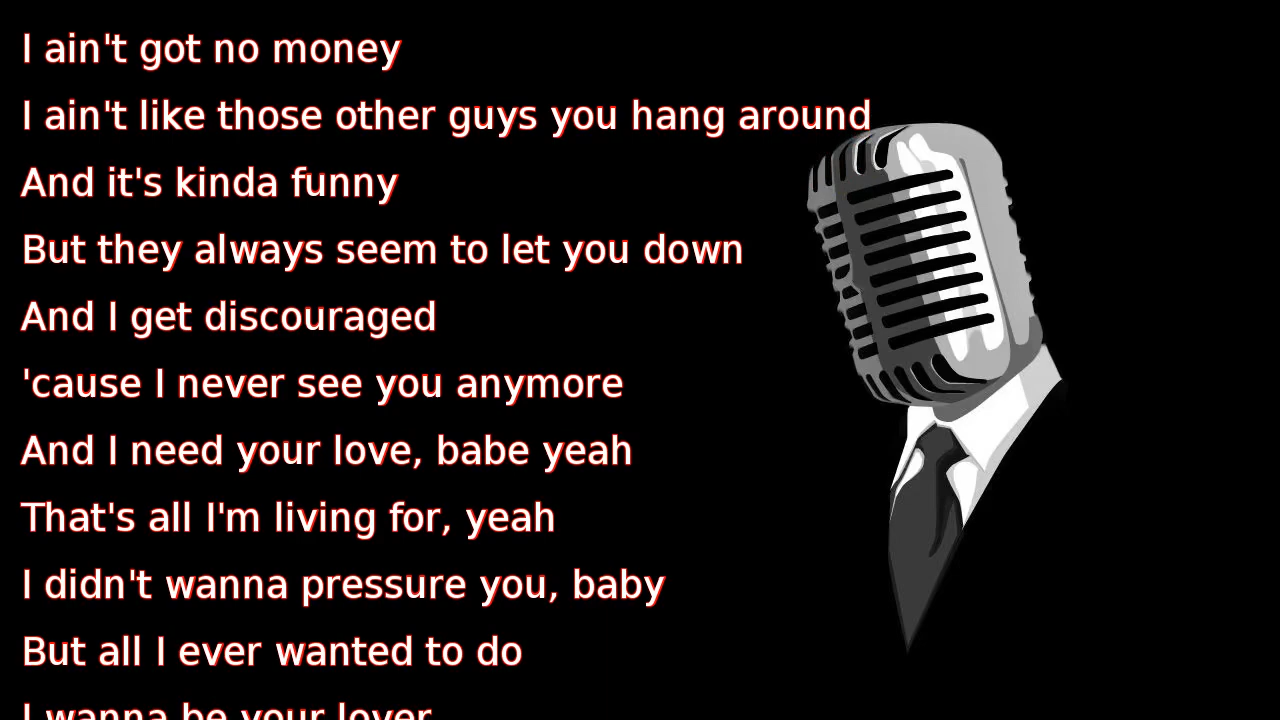 I ain't got no money
I ain't like those other guys you hang around
And it's kinda funny
But they always seem to let you down
And I get discouraged
'cause I never see you anymore
And I need your love, babe yeah
That's all I'm living for, yeah
I didn't wanna pressure you, baby
But all I ever wanted to do
I wanna be your lover